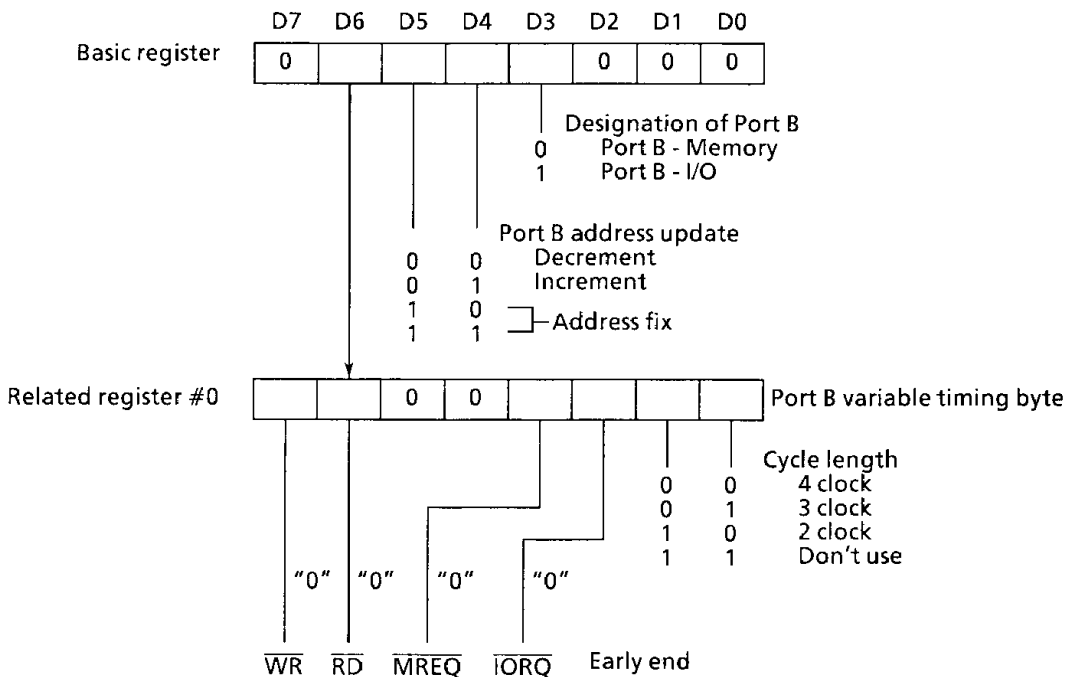 D7 D6 D5 D4 D3 D2 D1 D0
Basic register 0 0 0 0
Designation of Port B
0 Port B - Memory
1 Port B - I/O
Port B address update
0 0 Decrement
0 1 Increment
1 0
Address fix
1 1
Related register #0 0 0 Port B variable timing byte
Cycle length
0 0 4 clock
0 1 3 clock
1 0 2 clock
1 1 Don't use
"0" "0" "0" "0"
WR RD MREQ IORQ Early end